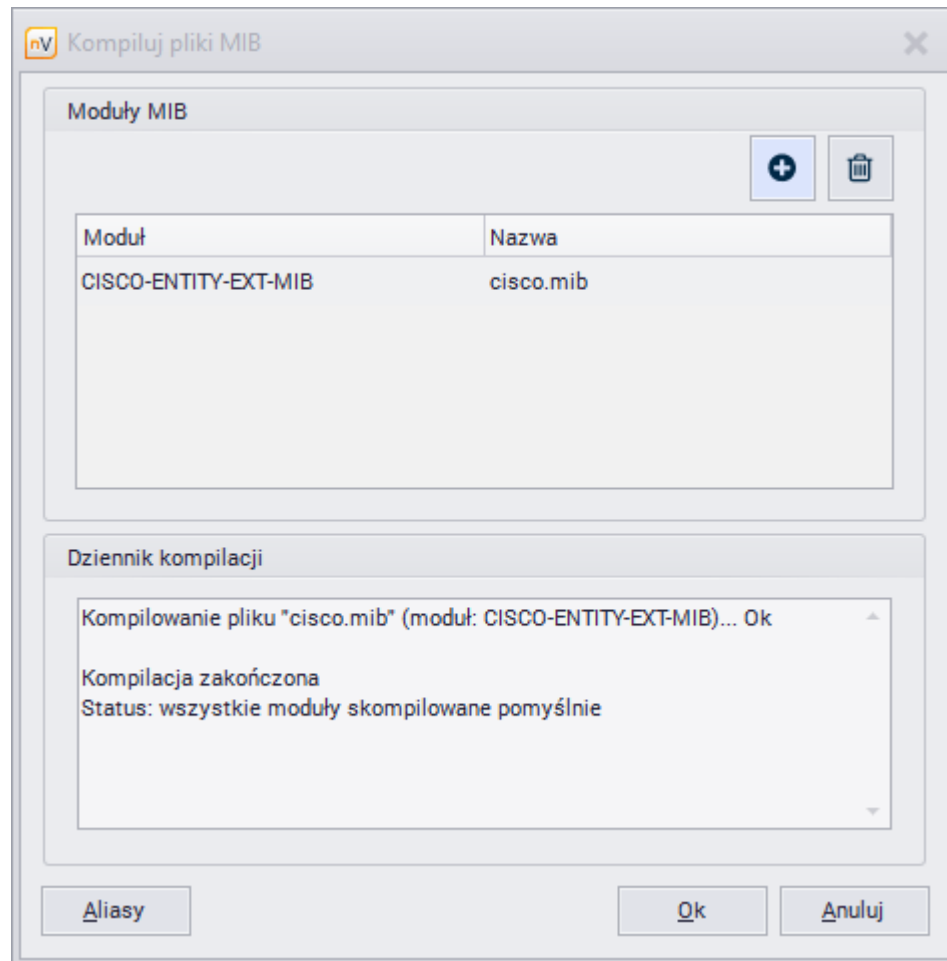 nV Kompiluj pliki MIB
Moduły MIB
Moduł Nazwa
CISCO-ENTITY-EXT-MIB cisco.mib
Dziennik kompilacji
Kompilowanie pliku "cisco.mib" (moduł: CISCO-ENTITY-EXT-MIB)... Ok
Kompilacja zakończona
Status: wszystkie moduły skompilowane pomyślnie
Aliasy Ok Anuluj